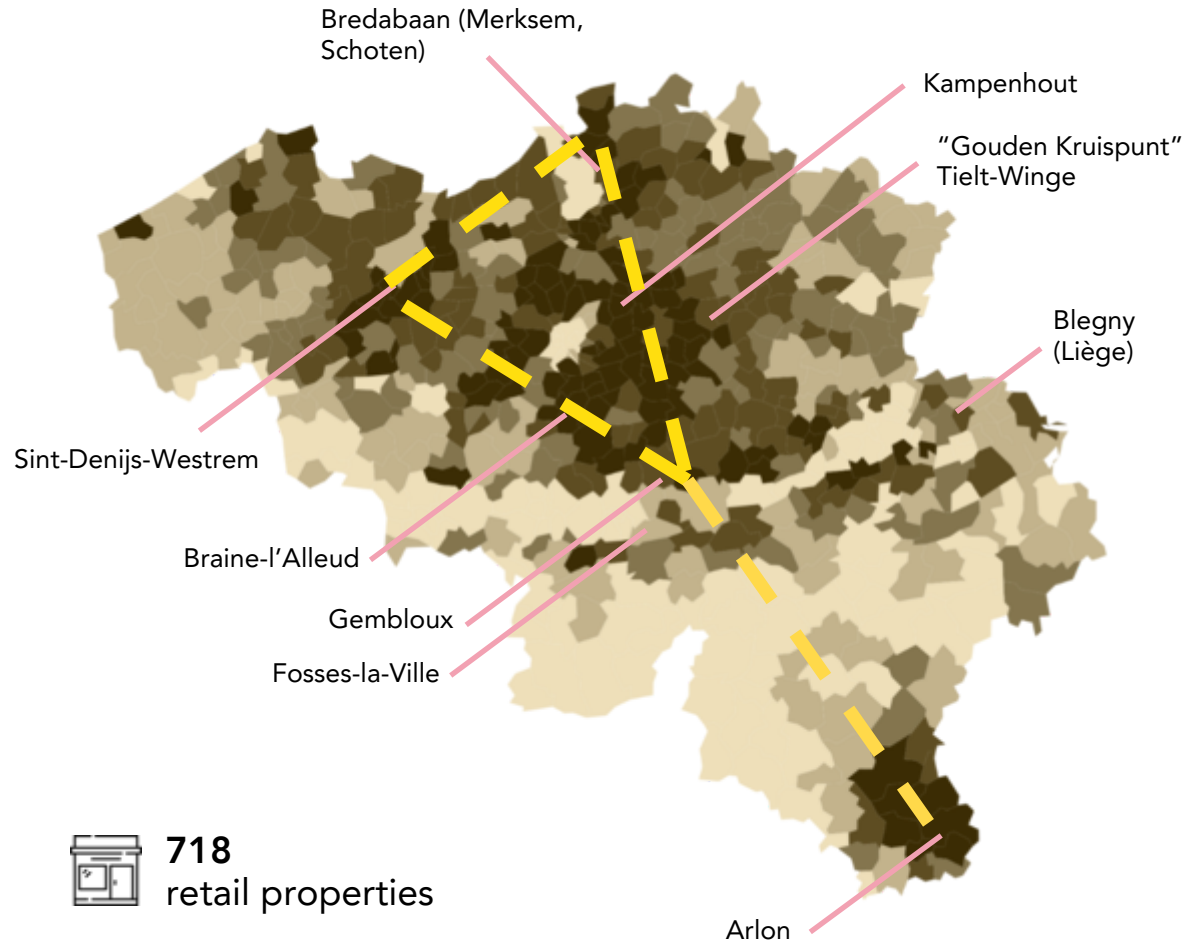 Bredabaan (Merksem,
Schoten)
Kampenhout
“Gouden Kruispunt”
Tielt-Winge
Blegny
(Liège)
Sint-Denijs-Westrem
Braine-l’Alleud
Gembloux
Fosses-la-Ville
718
retail properties
Arlon